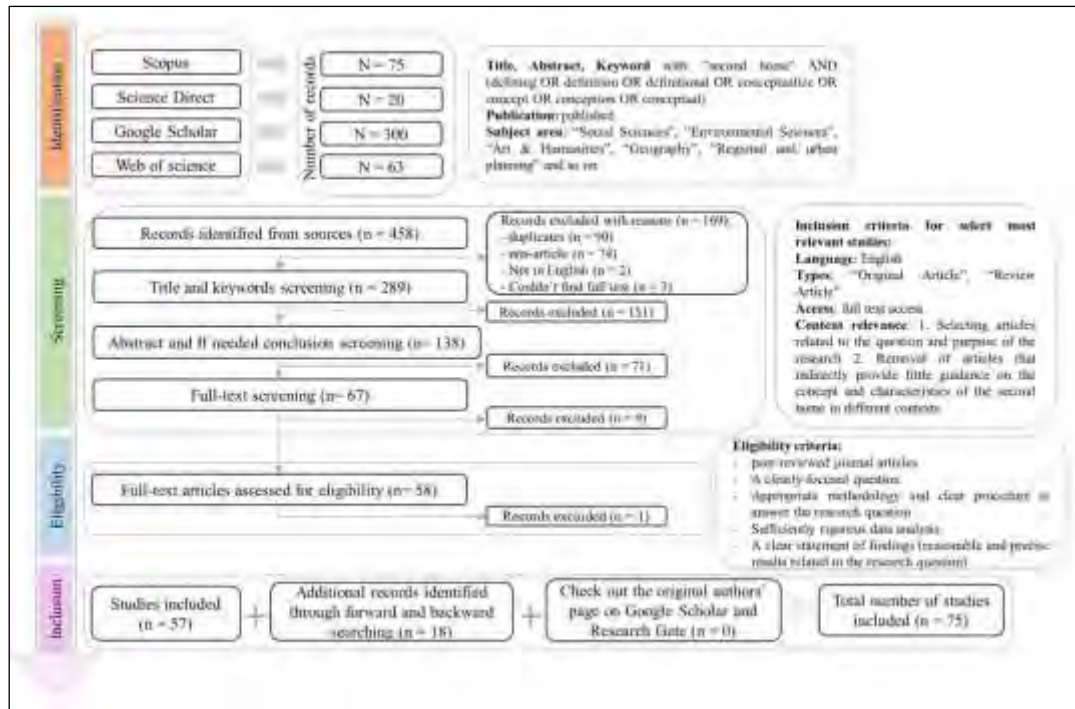 Identification
Scopus
Science Direct
Google Scholar
Web of science
Number of records
N = 75
N = 20
N = 300
N = 63
Title, Abstract, Keyword with "second home" AND
(defining OR definition OR definitional OR conceptualize OR
concept OR conception OR conceptual)
Publication: published
Subject area: "Social Sciences", "Environmental Sciences",
"Art & Humanities", "Geography", "Regional and urban
planning" and so on
Screening
Records identified from sources (n = 458)
Title and keywords screening (n = 289)
Abstract and If needed conclusion screening (n= 138)
Full-text screening (n= 67)
Records excluded with reasons (n = 169)
- duplicates (n = 90)
- non-article (n = 74)
- Not in English (n = 2)
- Couldn't find full text (n = 3)
Records excluded (n = 151)
Records excluded (n = 71)
Records excluded (n = 9)
Inclusion criteria for select most
relevant studies:
Language: English
Types: "Original Article", "Review
Article"
Access: full text access
Content relevance: 1. Selecting articles
related to the question and purpose of the
research 2. Removal of articles that
indirectly provide little guidance on the
concept and characteristics of the second
home in different contexts
Eligibility
Full-text articles assessed for eligibility (n= 58)
Records excluded (n = 1)
Eligibility criteria:
- peer-reviewed journal articles
- A clearly-focused question
- Appropriate methodology and clear procedure to
answer the research question
- Sufficiently rigorous data analysis
- A clear statement of findings (reasonable and precise
results related to the research question)
Inclusion
Studies included
(n = 57)
+
Additional records identified
through forward and backward
searching (n = 18)
+
Check out the original authors'
page on Google Scholar and
Research Gate (n = 0)
Total number of studies
included (n = 75)